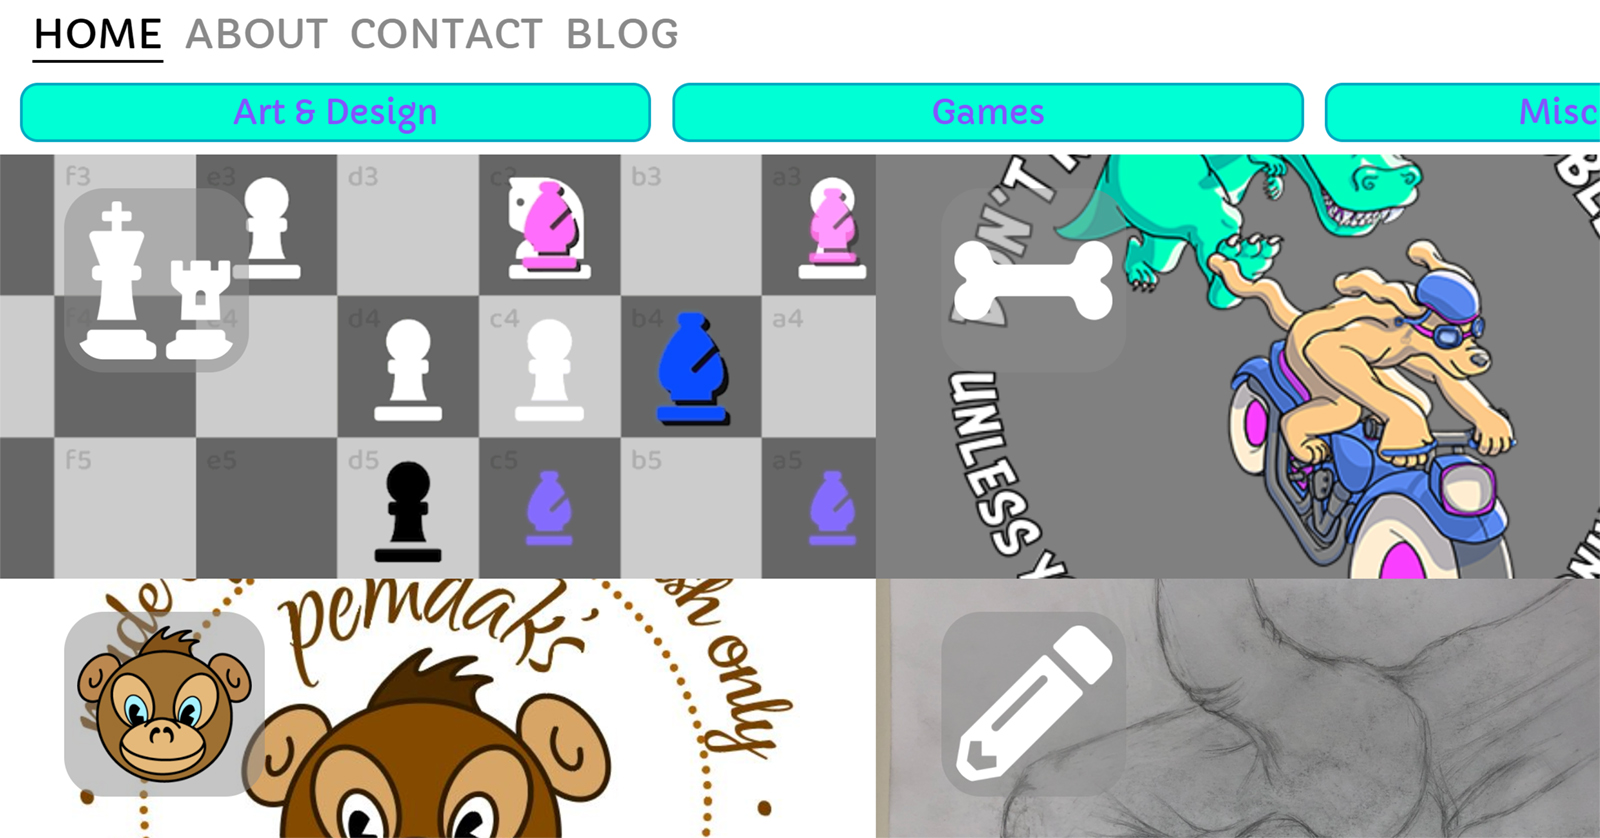 HOME ABOUT CONTACT BLOG
Art & Design
Games
Misc
f3 e3 d3 c3 b3 a3
f4 e4 d4 c4 b4 a4
f5 e5 d5 c5 b5 a5
DON'T
UNLESS
pemdak's
only